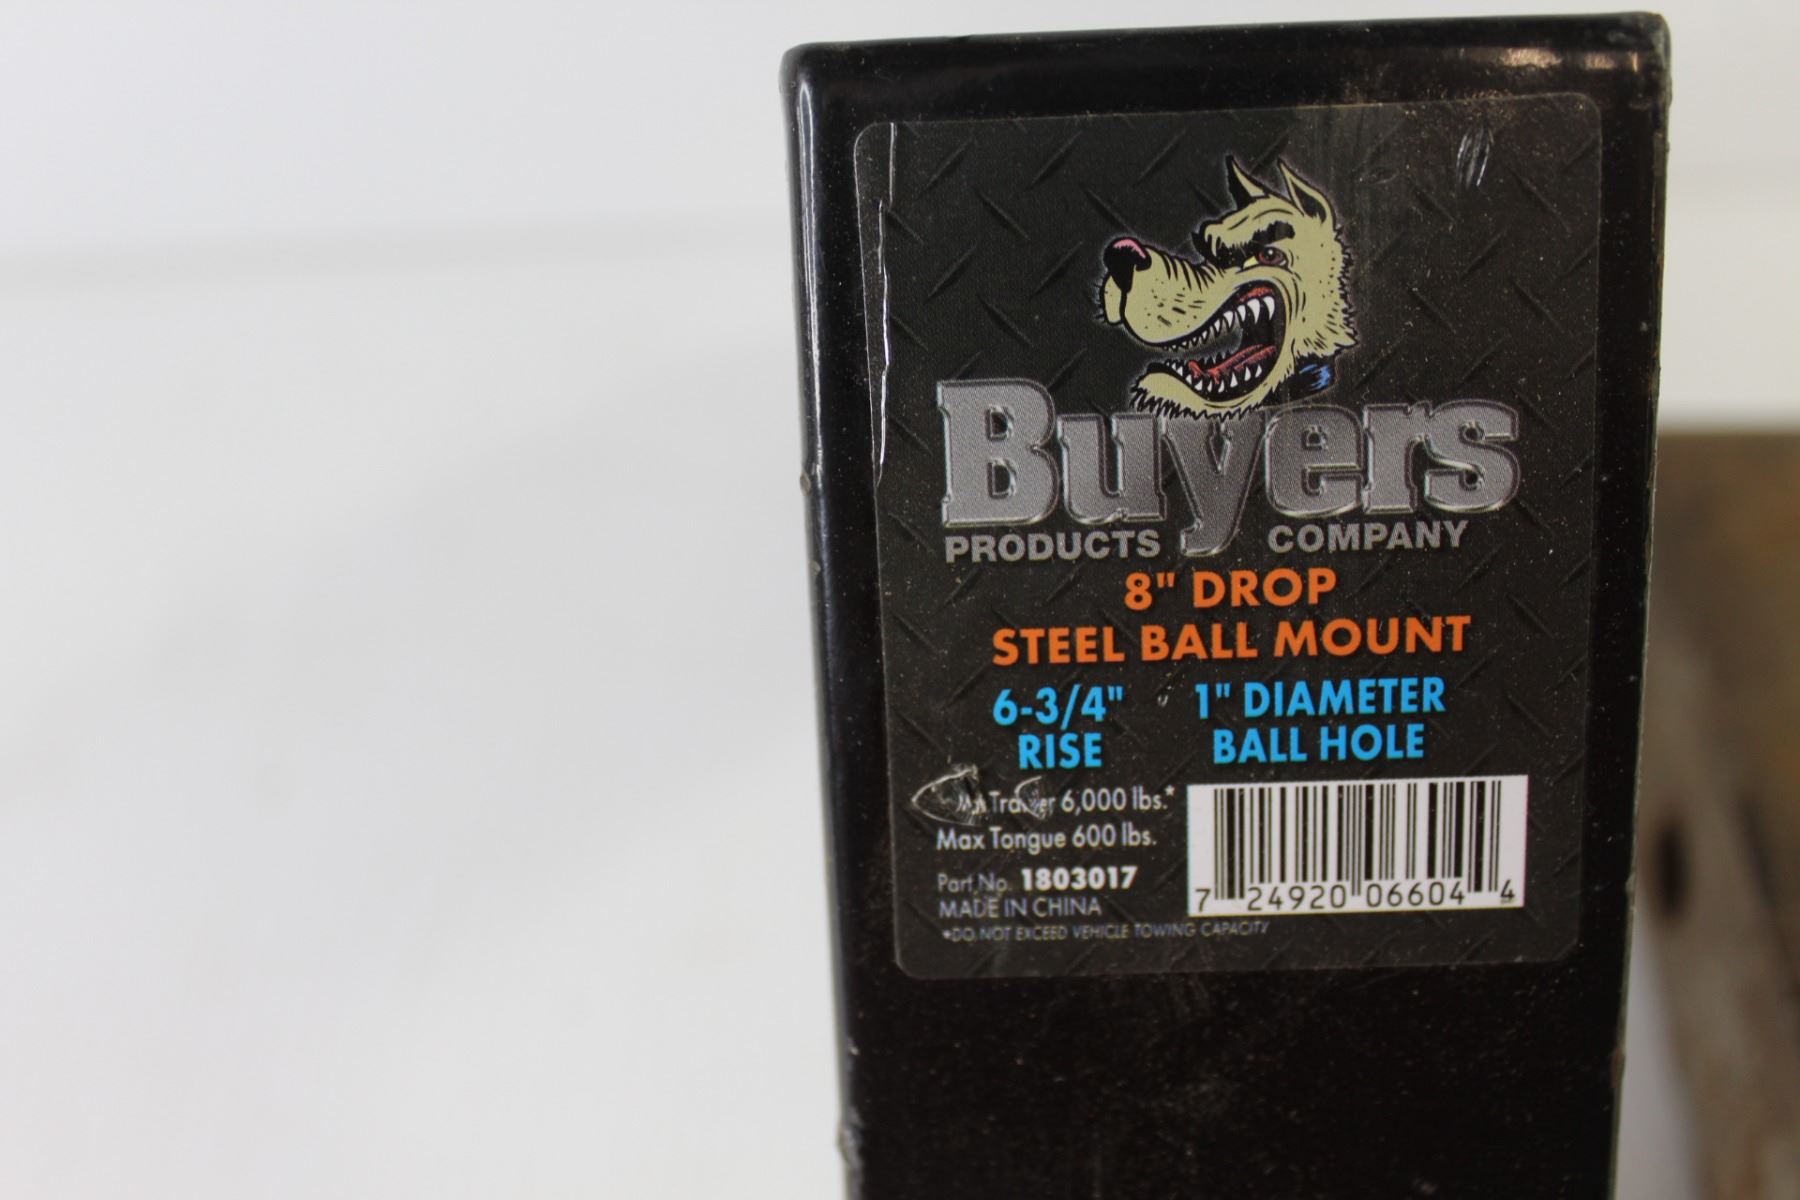 Buyers
PRODUCTS COMPANY
8" DROP
STEEL BALL MOUNT
6-3/4" RISE
1" DIAMETER BALL HOLE
Trailer 6,000 lbs.*
Max Tongue 600 lbs.
Part No. 1803017
MADE IN CHINA
*DO NOT EXCEED VEHICLE TOWING CAPACITY
7 24920 06604 4